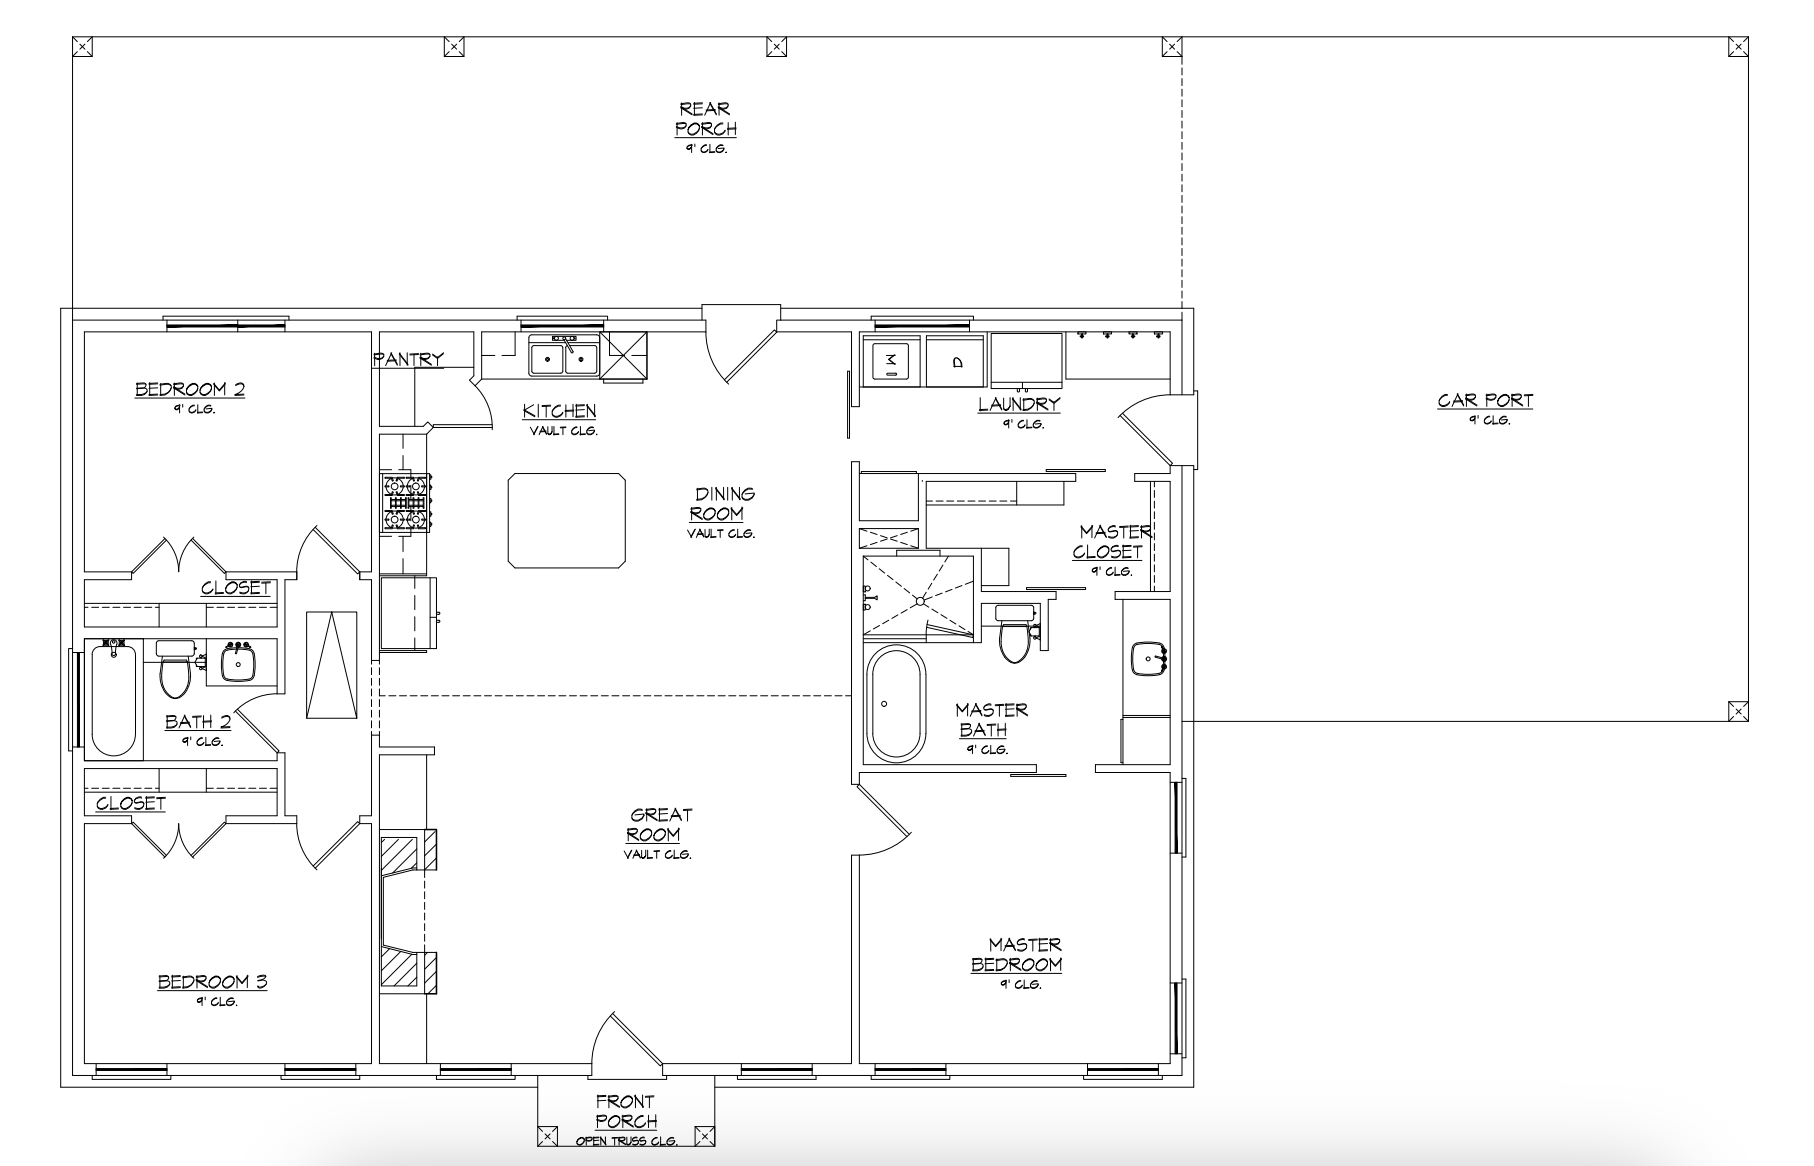 REAR
PORCH
9' CLG.
PANTRY
BEDROOM 2
9' CLG.
KITCHEN
VAULT CLG.
W
D
LAUNDRY
9' CLG.
CAR PORT
9' CLG.
DINING
ROOM
VAULT CLG.
MASTER
CLOSET
9' CLG.
CLOSET
BATH 2
9' CLG.
MASTER
BATH
9' CLG.
CLOSET
GREAT
ROOM
VAULT CLG.
BEDROOM 3
9' CLG.
MASTER
BEDROOM
9' CLG.
FRONT
PORCH
OPEN TRUSS CLG.